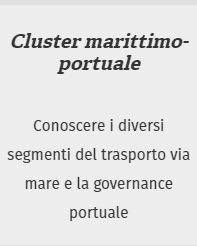 Cluster marittimo-
portuale
Conoscere i diversi
segmenti del trasporto via
mare e la governance
portuale